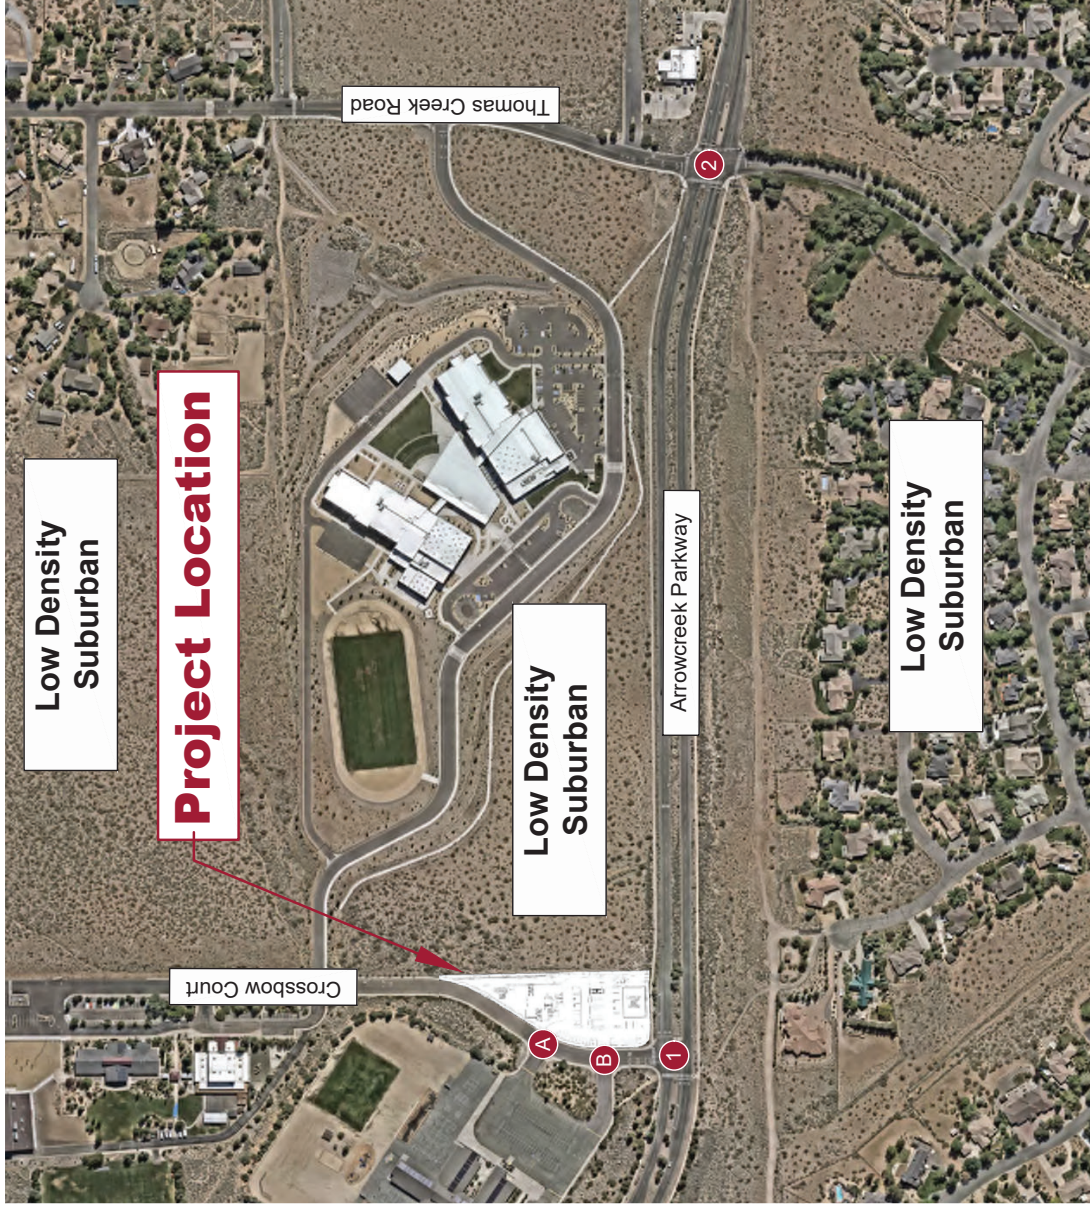 Thomas Creek Road
2
Project Location
Low Density
Suburban
Low Density
Suburban
Arrowcreek Parkway
Low Density
Suburban
Crossbow Court
A
B
1